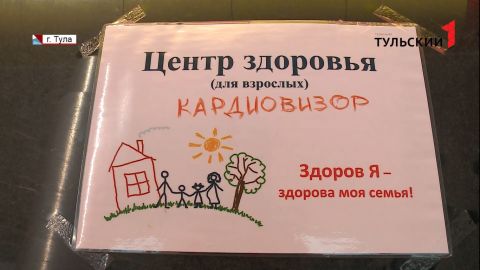 г. Тула
ТУЛЬСКИЙ 1
Центр здоровья
(для взрослых)
КАРДИОВИЗОР
Здоров Я –
здорова моя семья!